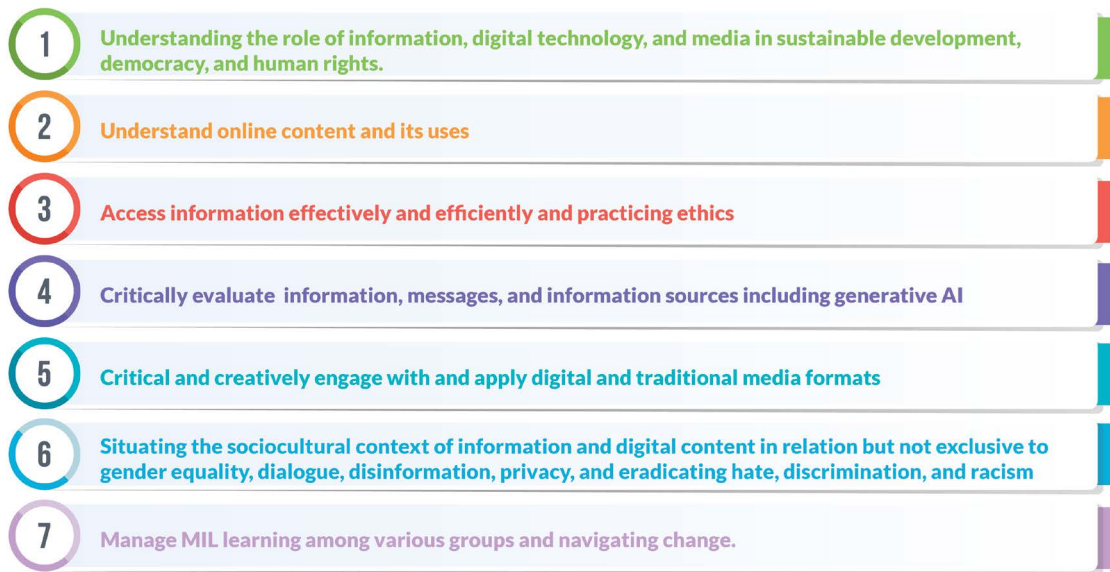 1
Understanding the role of information, digital technology, and media in sustainable development,
democracy, and human rights.
2
Understand online content and its uses
3
Access information effectively and efficiently and practicing ethics
4
Critically evaluate  information, messages, and information sources including generative AI
5
Critical and creatively engage with and apply digital and traditional media formats
6
Situating the sociocultural context of information and digital content in relation but not exclusive to
gender equality, dialogue, disinformation, privacy, and eradicating hate, discrimination, and racism
7
Manage MIL learning among various groups and navigating change.